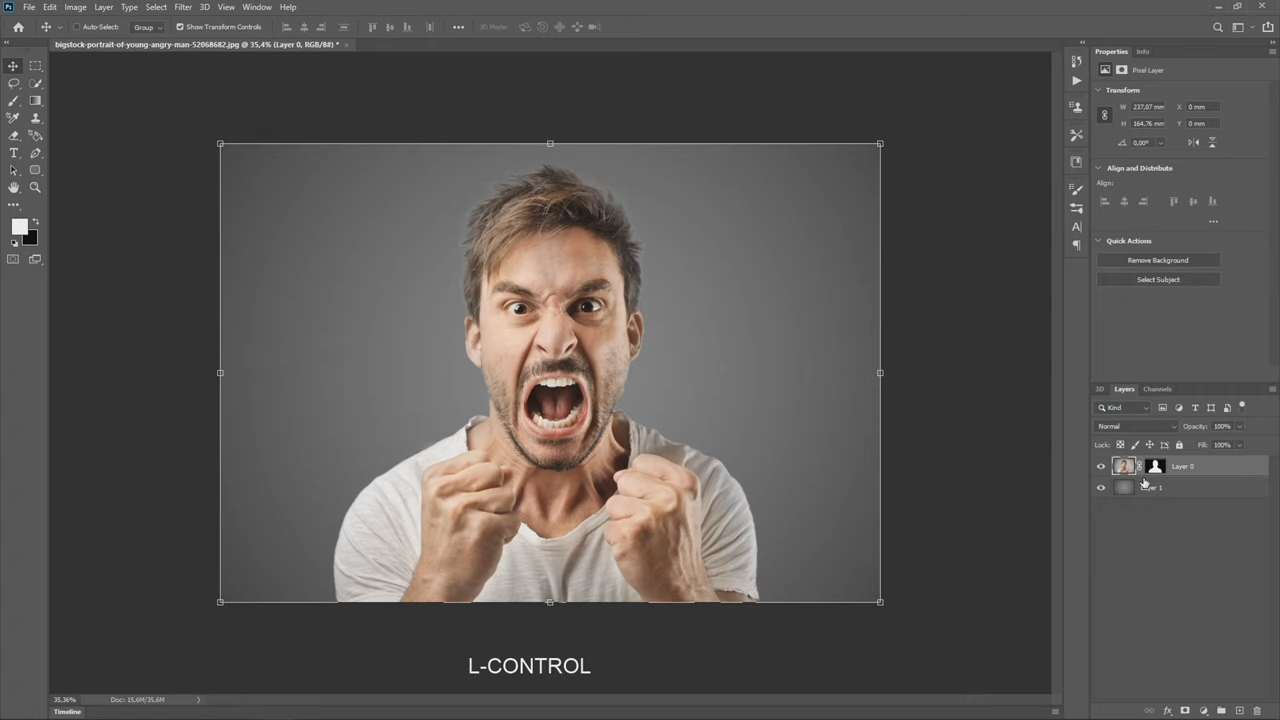 Ps File Edit Image Layer Type Select Filter 3D View Window Help
Auto-Select: Group Show Transform Controls 3D Mode:
bigstock-portrait-of-young-angry-man-52068682.jpg @ 35,4% (Layer 0, RGB/8#) *
Properties Info
Pixel Layer
Transform
W 237,07 mm X 0 mm
H 164,76 mm Y 0 mm
0,00°
Align and Distribute
Align:
Quick Actions
Remove Background
Select Subject
3D Layers Channels
Kind
Normal Opacity: 100%
Lock: Fill: 100%
Layer 0
yer 1
L-CONTROL
35,36% Doc: 15,6M/35,6M
Timeline